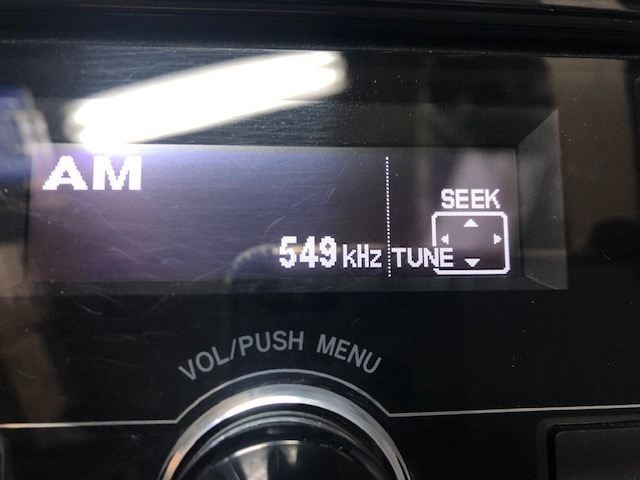 AM
SEEK
549 kHz TUNE
VOL/PUSH MENU